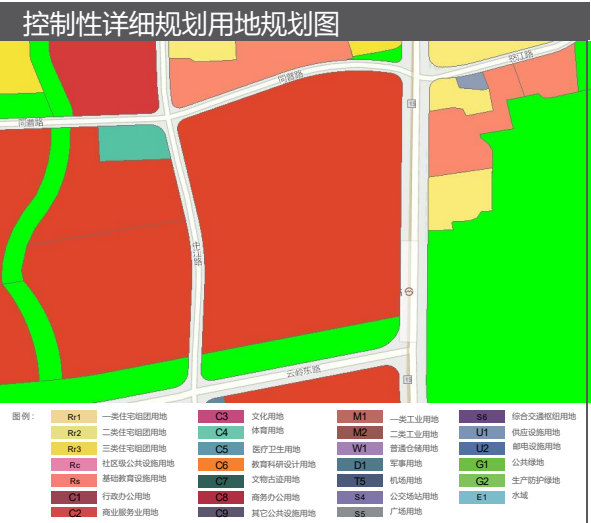 控制性详细规划用地规划图
怒江路
同普路
同普路
中江路
云岭东路
图例：
Rr1 一类住宅组团用地
Rr2 二类住宅组团用地
Rr3 三类住宅组团用地
Rc 社区级公共设施用地
Rs 基础教育设施用地
C1 行政办公用地
C2 商业服务业用地
C3 文化用地
C4 体育用地
C5 医疗卫生用地
C6 教育科研设计用地
C7 文物古迹用地
C8 商务办公用地
C9 其它公共设施用地
M1 一类工业用地
M2 二类工业用地
W1 普通仓储用地
D1 军事用地
T5 机场用地
S4 公交场站用地
S5 广场用地
S6 综合交通枢纽用地
U1 供应设施用地
U2 邮电设施用地
G1 公共绿地
G2 生产防护绿地
E1 水域